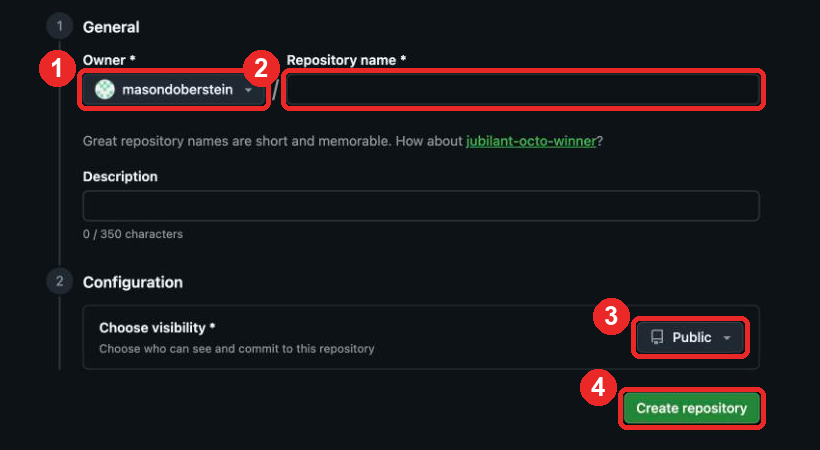 1 General
Owner * Repository name *
1 2
masondoberstein /
Great repository names are short and memorable. How about jubilant-octo-winner?
Description
0 / 350 characters
2 Configuration
Choose visibility *
3
Public
Choose who can see and commit to this repository
4
Create repository